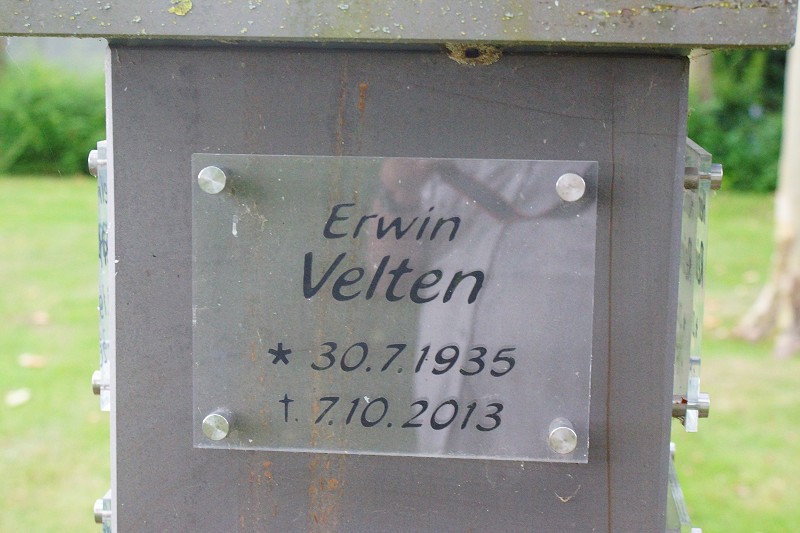 Erwin
Velten
* 30.7.1935
†. 7.10.2013